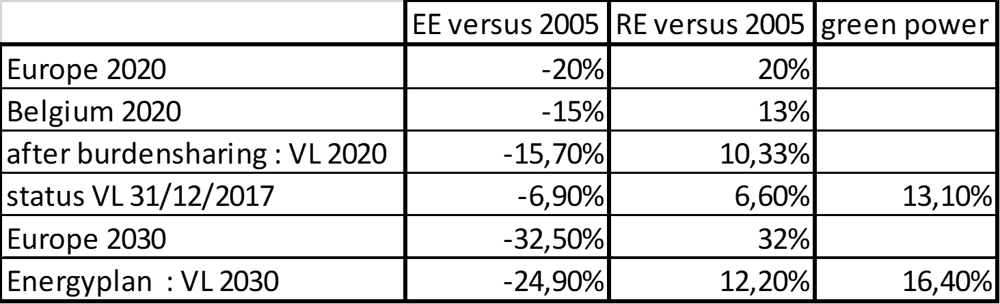 EE versus 2005 RE versus 2005 green power
Europe 2020 -20% 20%
Belgium 2020 -15% 13%
after burdensharing : VL 2020 -15,70% 10,33%
status VL 31/12/2017 -6,90% 6,60% 13,10%
Europe 2030 -32,50% 32%
Energyplan : VL 2030 -24,90% 12,20% 16,40%